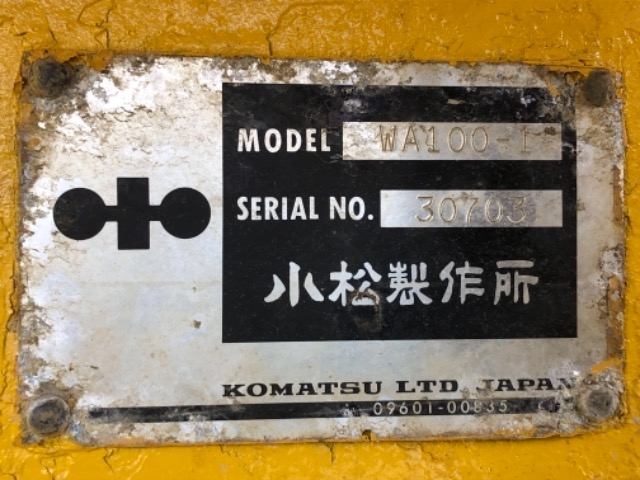 MODEL WA100-1
SERIAL NO. 30703
小松製作所
KOMATSU LTD. JAPAN
09601-00835